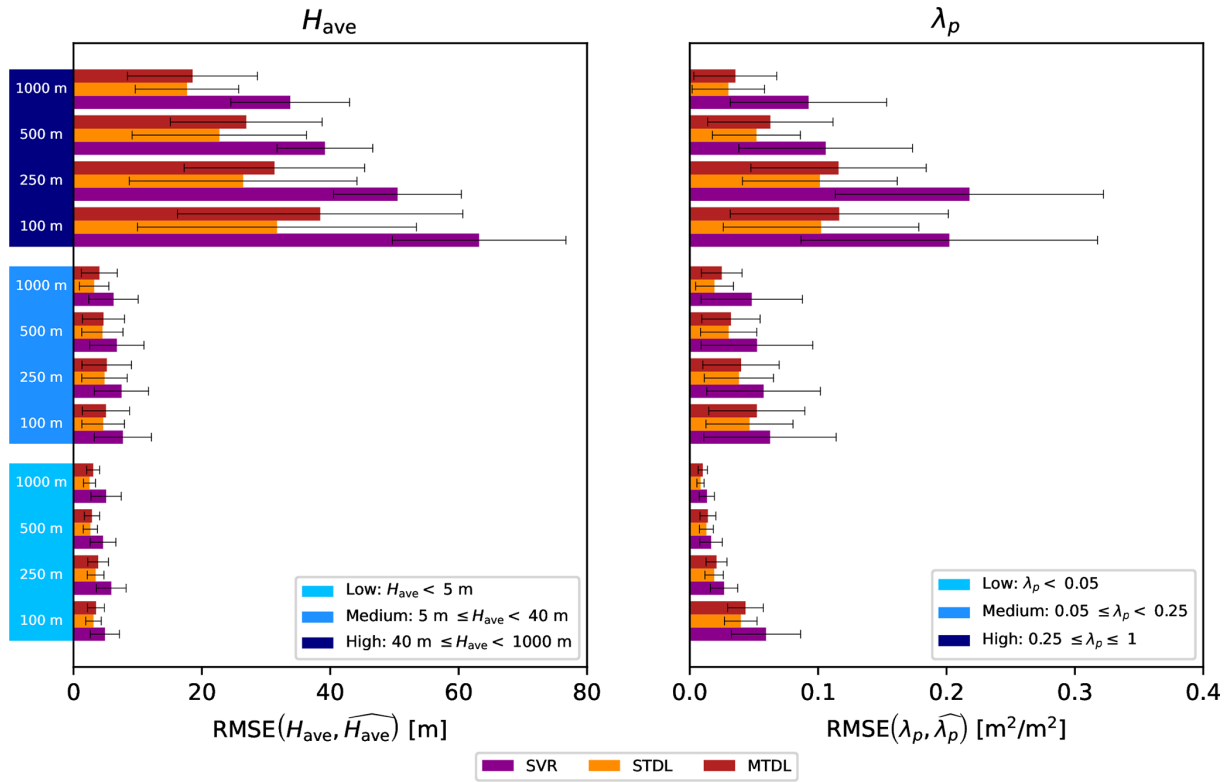 H_ave
λ_p
1000 m
500 m
250 m
100 m
1000 m
500 m
250 m
100 m
1000 m
500 m
250 m
100 m
Low: H_ave < 5 m
Medium: 5 m ≤ H_ave < 40 m
High: 40 m ≤ H_ave < 1000 m
Low: λ_p < 0.05
Medium: 0.05 ≤ λ_p < 0.25
High: 0.25 ≤ λ_p ≤ 1
0 20 40 60 80
0.0 0.1 0.2 0.3 0.4
RMSE(H_ave, Ĥ_ave) [m]
RMSE(λ_p, λ̂_p) [m²/m²]
SVR STDL MTDL